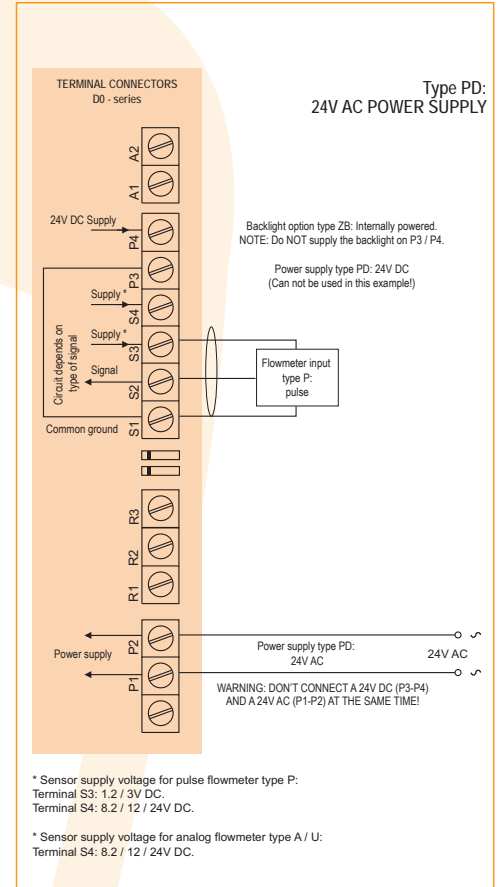 TERMINAL CONNECTORS
D0 - series
Type PD:
24V AC POWER SUPPLY
A2
A1
24V DC Supply
P4
Backlight option type ZB: Internally powered.
NOTE: Do NOT supply the backlight on P3 / P4.
P3
Power supply type PD: 24V DC
(Can not be used in this example!)
Supply *
S4
Circuit depends on
type of signal
Supply *
S3
Flowmeter input
type P:
pulse
Signal
S2
Common ground
S1
R3
R2
R1
P2
Power supply
Power supply type PD:
24V AC
24V AC
P1
WARNING: DON'T CONNECT A 24V DC (P3-P4)
AND A 24V AC (P1-P2) AT THE SAME TIME!
* Sensor supply voltage for pulse flowmeter type P:
Terminal S3: 1.2 / 3V DC.
Terminal S4: 8.2 / 12 / 24V DC.
* Sensor supply voltage for analog flowmeter type A / U:
Terminal S4: 8.2 / 12 / 24V DC.